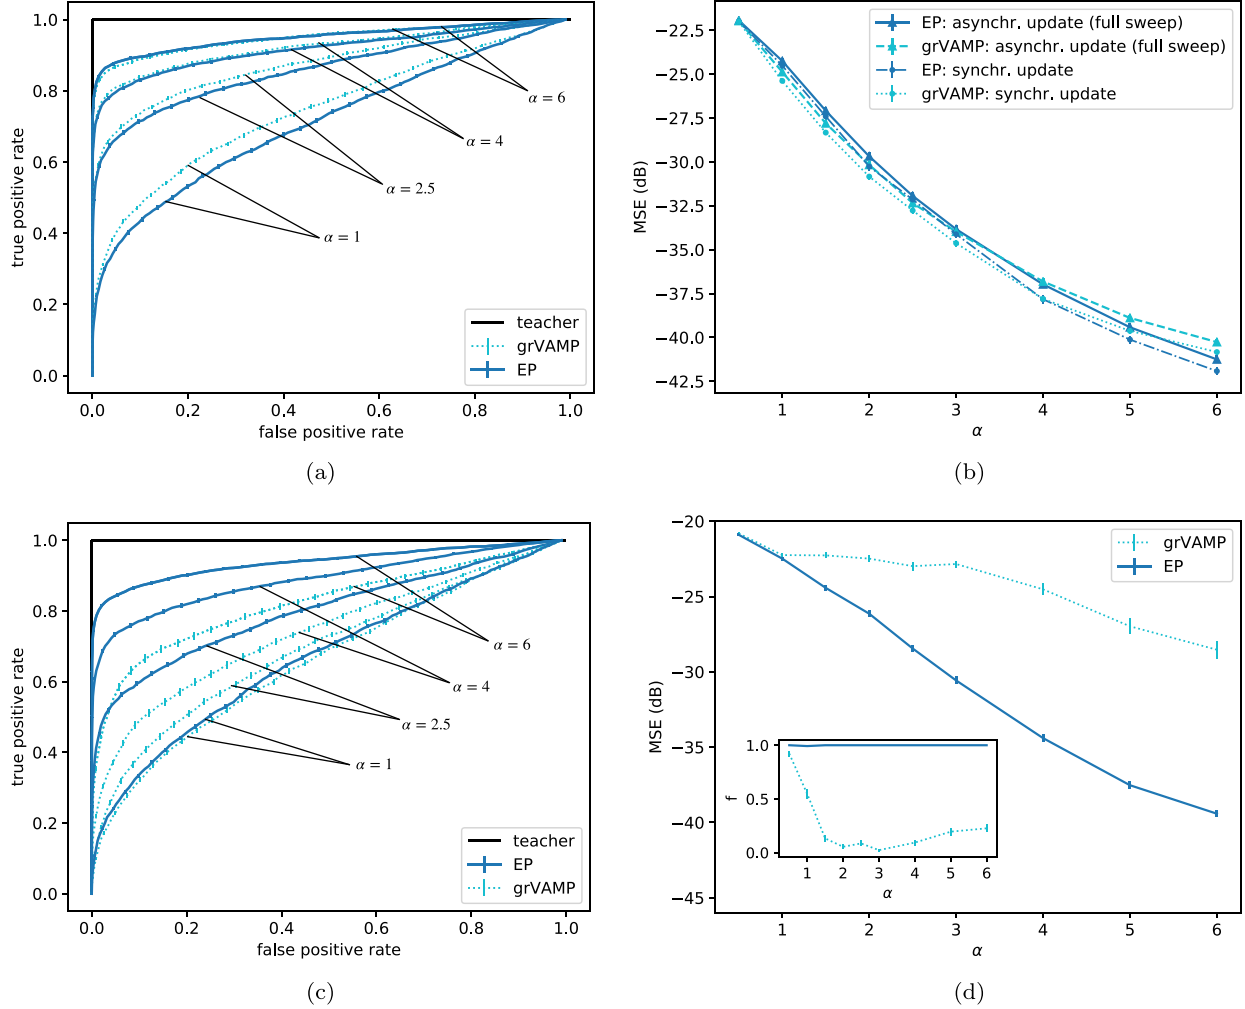 1.0
0.8
0.6
0.4
0.2
0.0
true positive rate
α = 6
α = 4
α = 2.5
α = 1
teacher
grVAMP
EP
0.0 0.2 0.4 0.6 0.8 1.0
false positive rate
(a)
EP: asynchr. update (full sweep)
grVAMP: asynchr. update (full sweep)
EP: synchr. update
grVAMP: synchr. update
−22.5
−25.0
−27.5
−30.0
−32.5
−35.0
−37.5
−40.0
−42.5
MSE (dB)
1 2 3 4 5 6
α
(b)
1.0
0.8
0.6
0.4
0.2
0.0
true positive rate
α = 6
α = 4
α = 2.5
α = 1
teacher
EP
grVAMP
0.0 0.2 0.4 0.6 0.8 1.0
false positive rate
(c)
−20
−25
−30
−35
−40
−45
MSE (dB)
grVAMP
EP
1.0
0.5
0.0
f
1 2 3 4 5 6
α
1 2 3 4 5 6
α
(d)